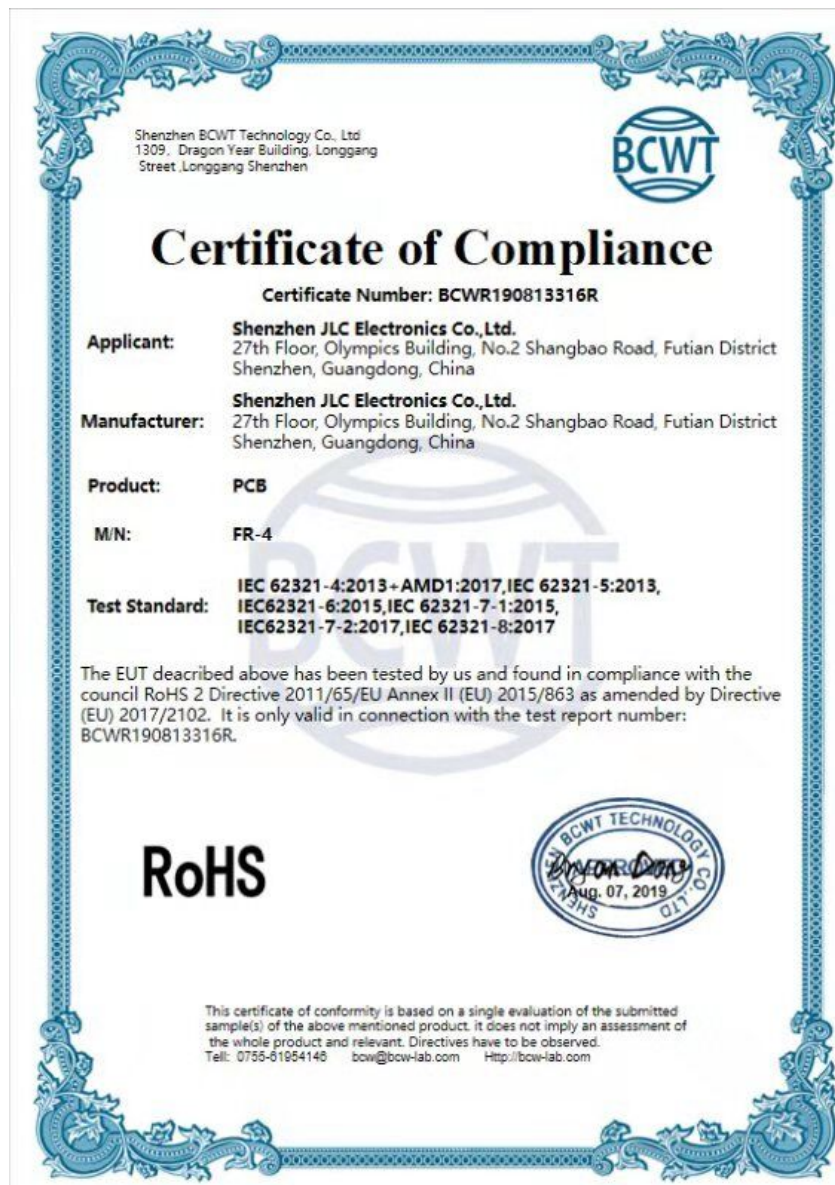 Shenzhen BCWT Technology Co., Ltd
1309, Dragon Year Building, Longgang
Street ,Longgang Shenzhen
BCWT
Certificate of Compliance
Certificate Number: BCWR190813316R
Applicant:
Shenzhen JLC Electronics Co.,Ltd.
27th Floor, Olympics Building, No.2 Shangbao Road, Futian District
Shenzhen, Guangdong, China
Manufacturer:
Shenzhen JLC Electronics Co.,Ltd.
27th Floor, Olympics Building, No.2 Shangbao Road, Futian District
Shenzhen, Guangdong, China
Product: PCB
M/N: FR-4
Test Standard:
IEC 62321-4:2013+AMD1:2017,IEC 62321-5:2013,
IEC62321-6:2015,IEC 62321-7-1:2015,
IEC62321-7-2:2017,IEC 62321-8:2017
BCWT
The EUT deacribed above has been tested by us and found in compliance with the
council RoHS 2 Directive 2011/65/EU Annex II (EU) 2015/863 as amended by Directive
(EU) 2017/2102. It is only valid in connection with the test report number:
BCWR190813316R.
RoHS
SHENZHEN BCWT TECHNOLOGY CO.,LTD
Aug. 07, 2019
This certificate of conformity is based on a single evaluation of the submitted
sample(s) of the above mentioned product. it does not imply an assessment of
the whole product and relevant. Directives have to be observed.
Tell: 0755-61954146 bcw@bcw-lab.com Http://bcw-lab.com